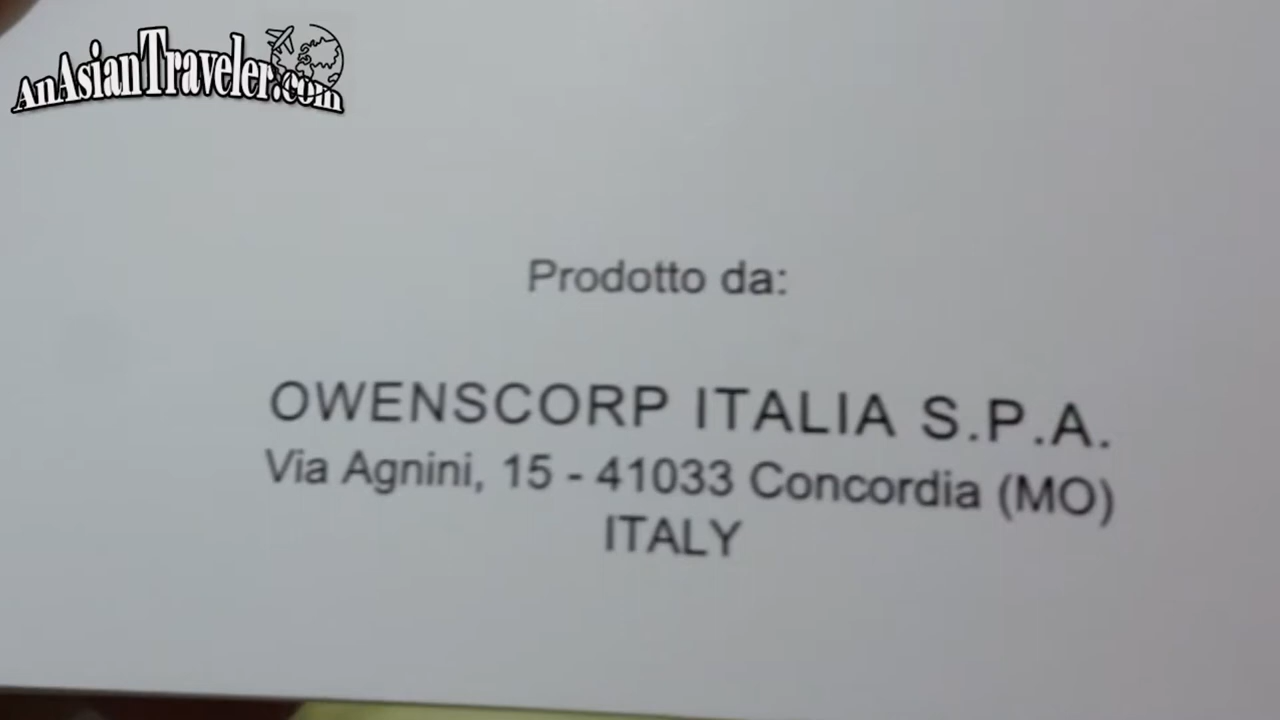 AnAsianTraveler.com
Prodotto da:
OWENSCORP ITALIA S.P.A.
Via Agnini, 15 - 41033 Concordia (MO)
ITALY